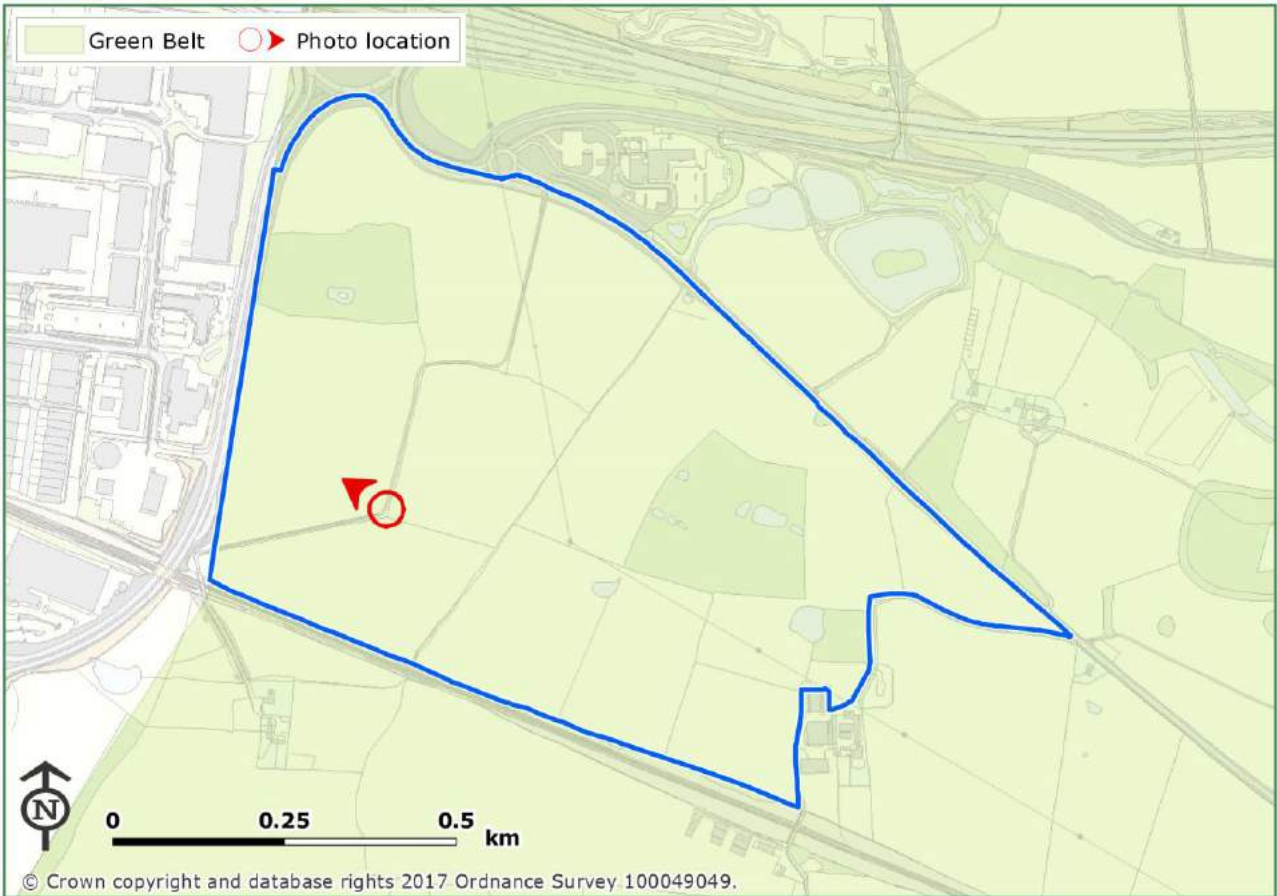 Green Belt Photo location
N
0 0.25 0.5 km
© Crown copyright and database rights 2017 Ordnance Survey 100049049.